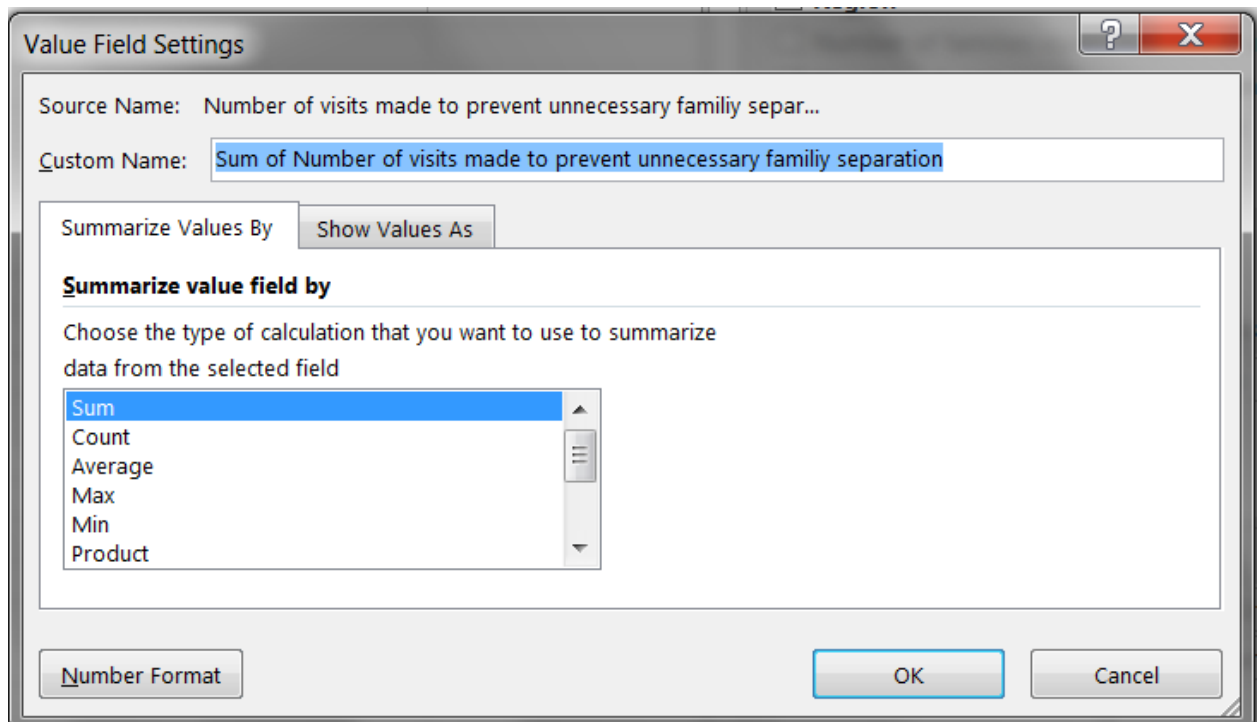 Region
Value Field Settings
Source Name: Number of visits made to prevent unnecessary familiy separ...
Custom Name: Sum of Number of visits made to prevent unnecessary familiy separation
Summarize Values By
Show Values As
Summarize value field by
Choose the type of calculation that you want to use to summarize
data from the selected field
Sum
Count
Average
Max
Min
Product
Number Format
OK
Cancel